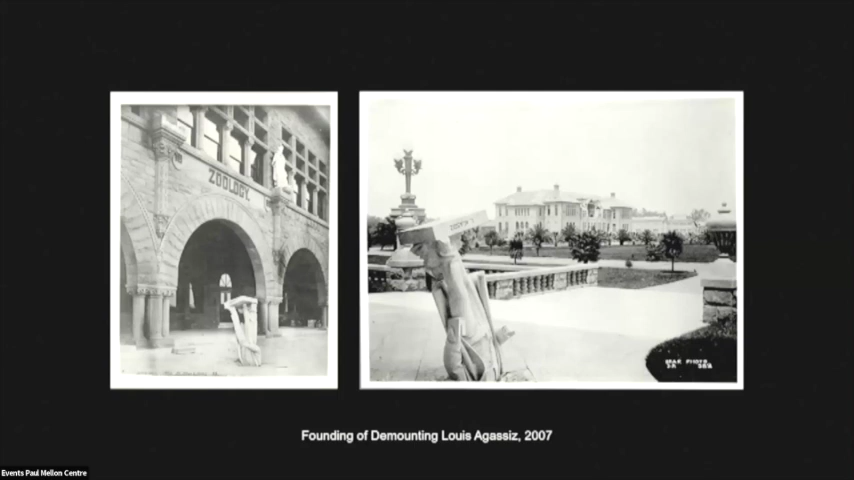 ZOOLOGY.
Founding of Demounting Louis Agassiz, 2007
Events Paul Mellon Centre